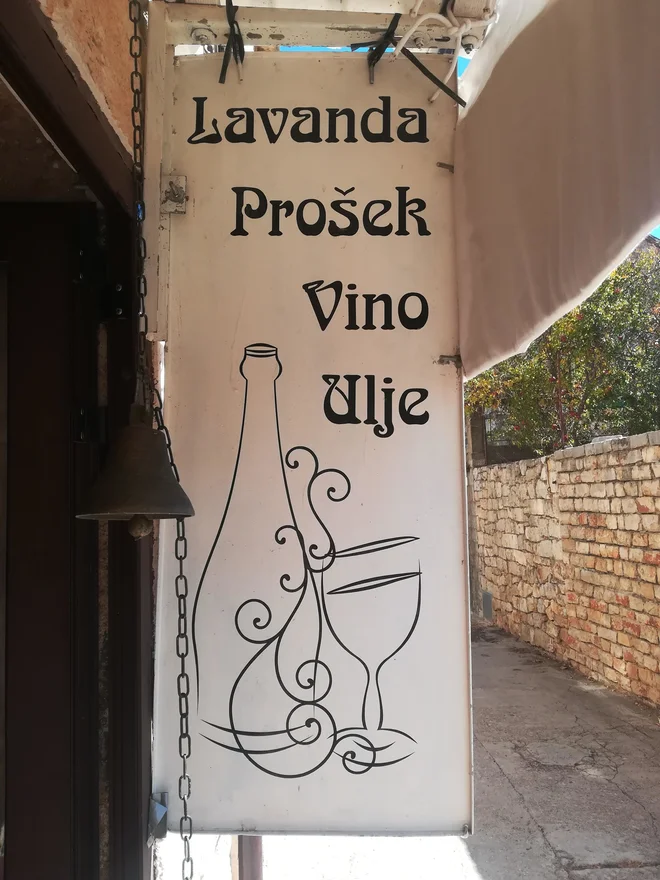 Lavanda
Prošek
Vino
Ulje